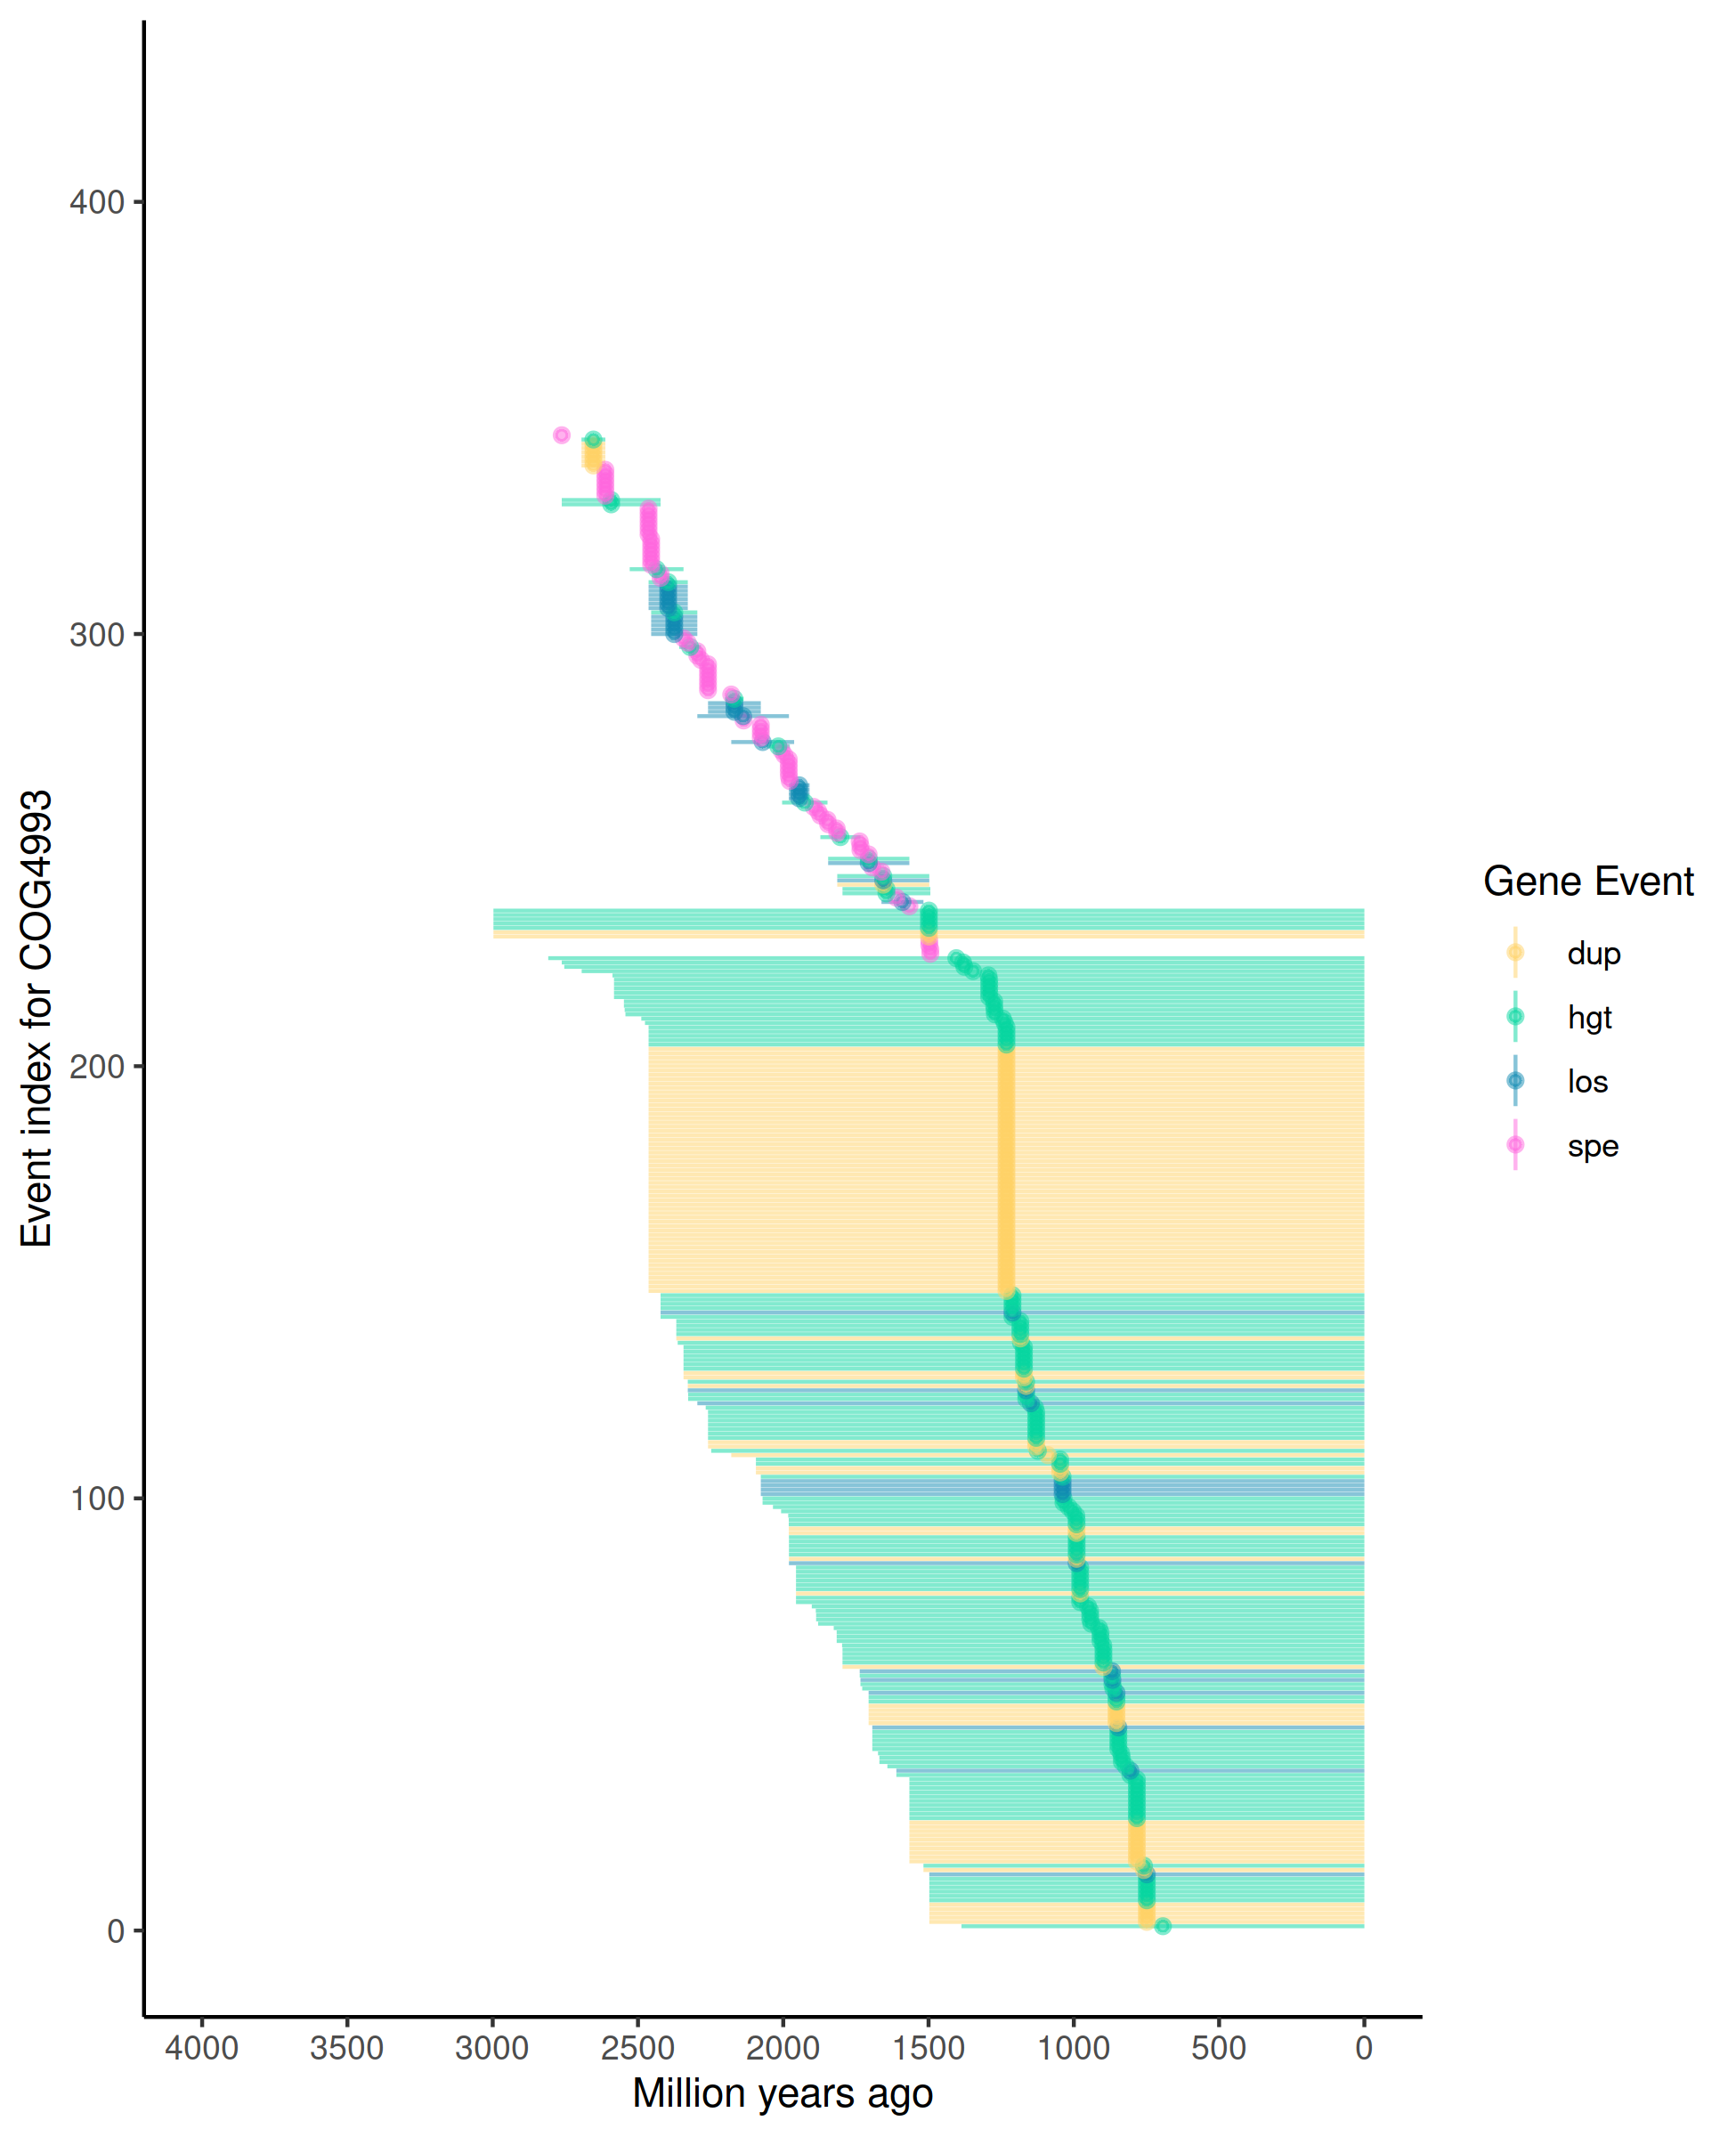 Event index for COG4993
400
300
200
100
0
4000 3500 3000 2500 2000 1500 1000 500 0
Million years ago
Gene Event
dup
hgt
los
spe